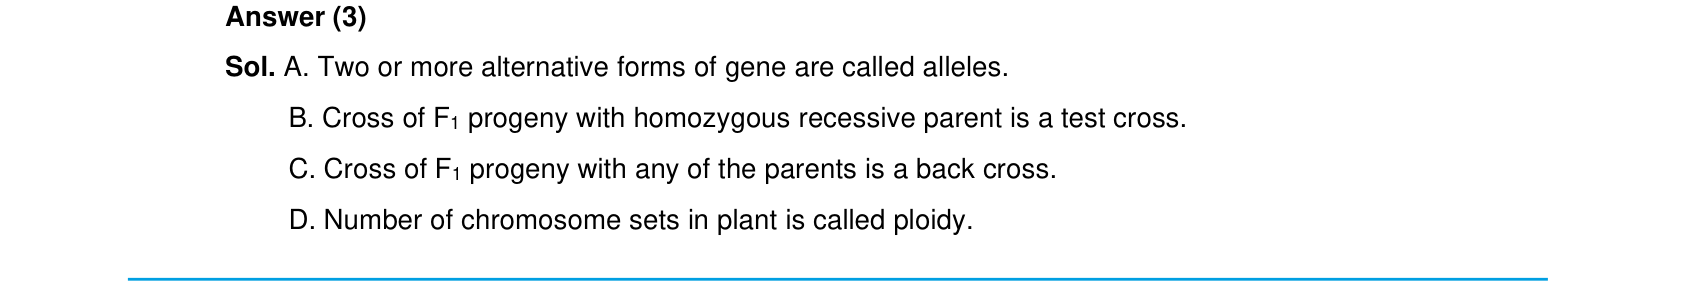 Answer (3)
Sol. A. Two or more alternative forms of gene are called alleles.
B. Cross of F₁ progeny with homozygous recessive parent is a test cross.
C. Cross of F₁ progeny with any of the parents is a back cross.
D. Number of chromosome sets in plant is called ploidy.